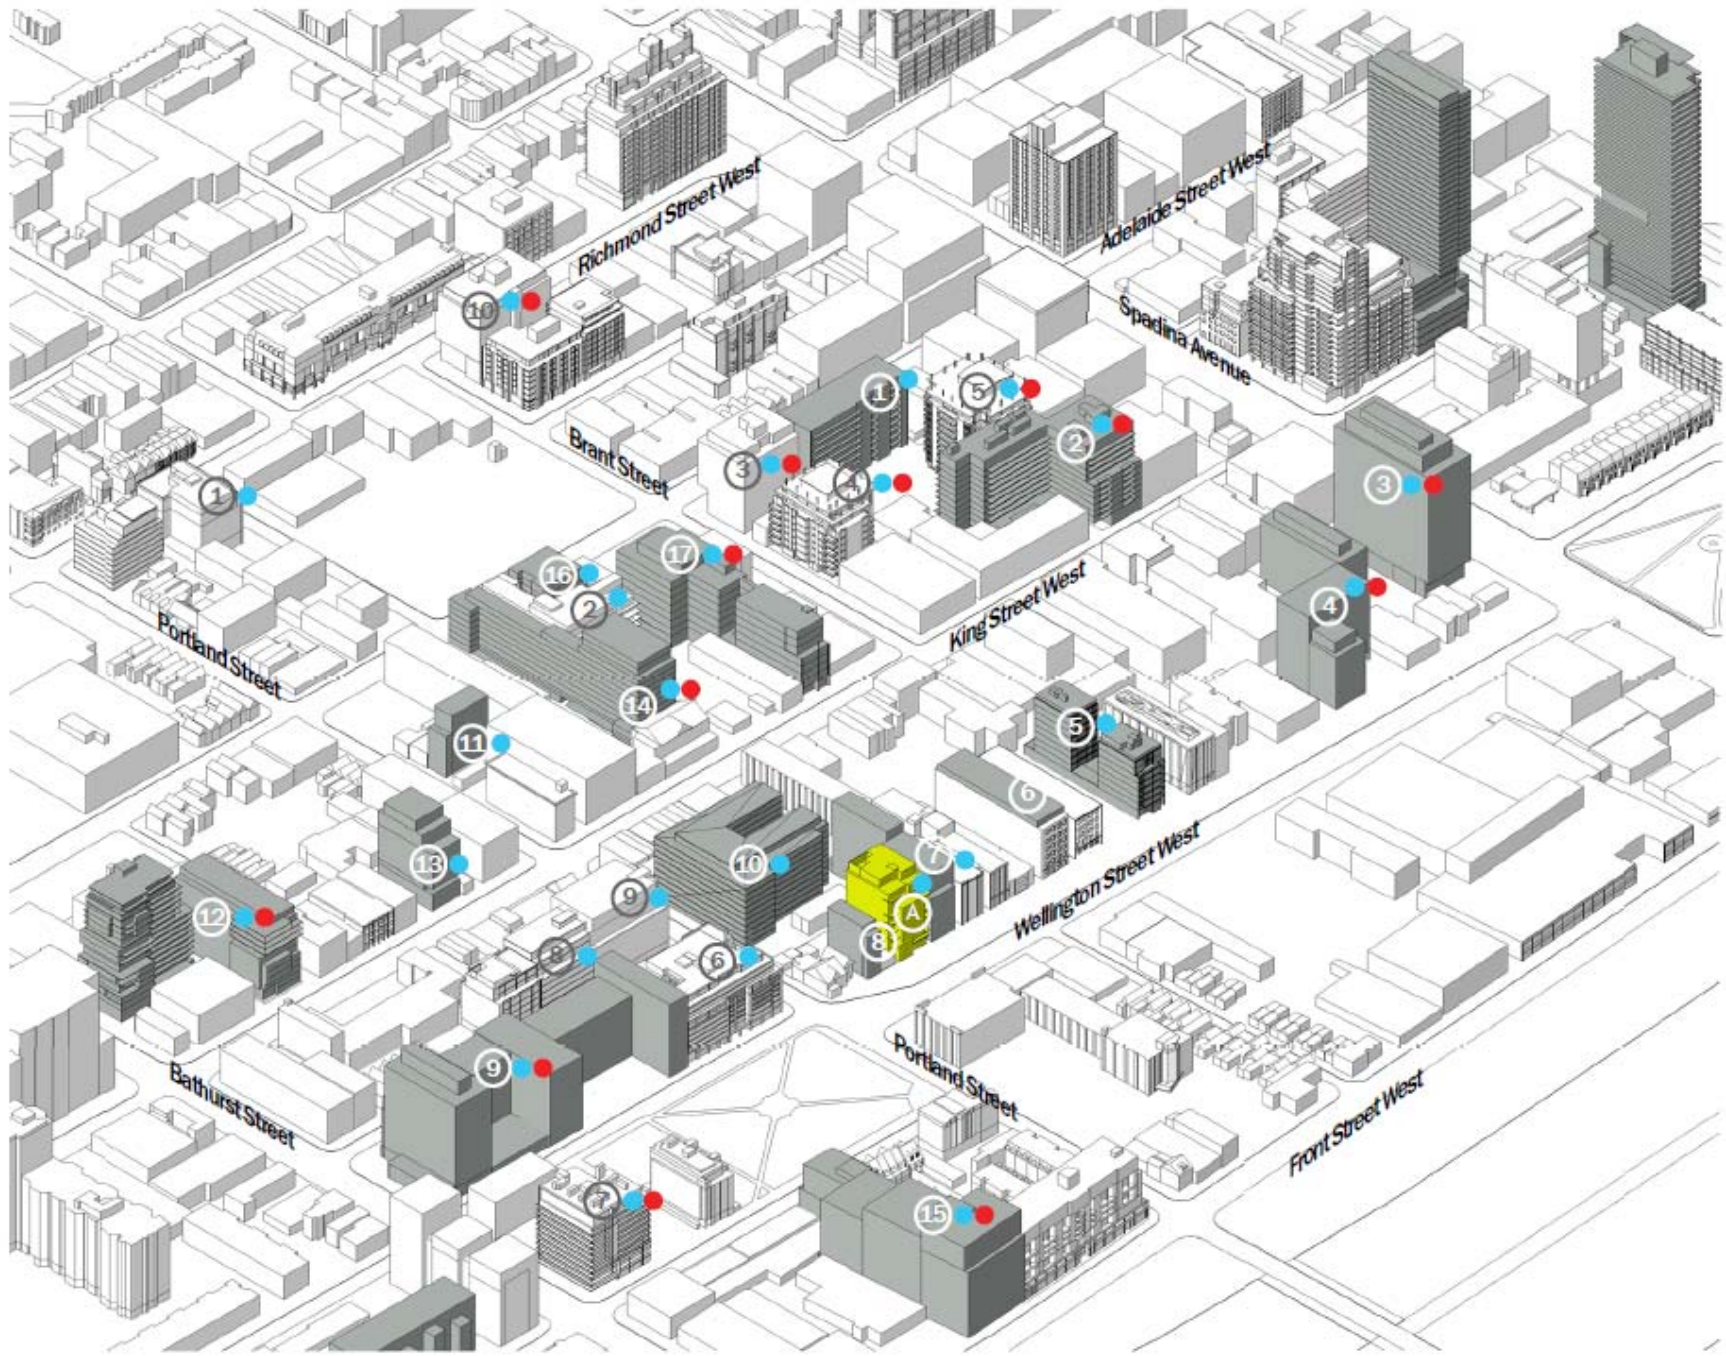 Richmond Street West
Adelaide Street West
10
Spadina Avenue
1
5
2
Brant Street
3
4
3
1
17
16
2
King Street West
4
Portland Street
14
5
11
6
Wellington Street West
7
10
13
9
A
12
8
8
6
Portland Street
9
Bathurst Street
Front Street West
7
15